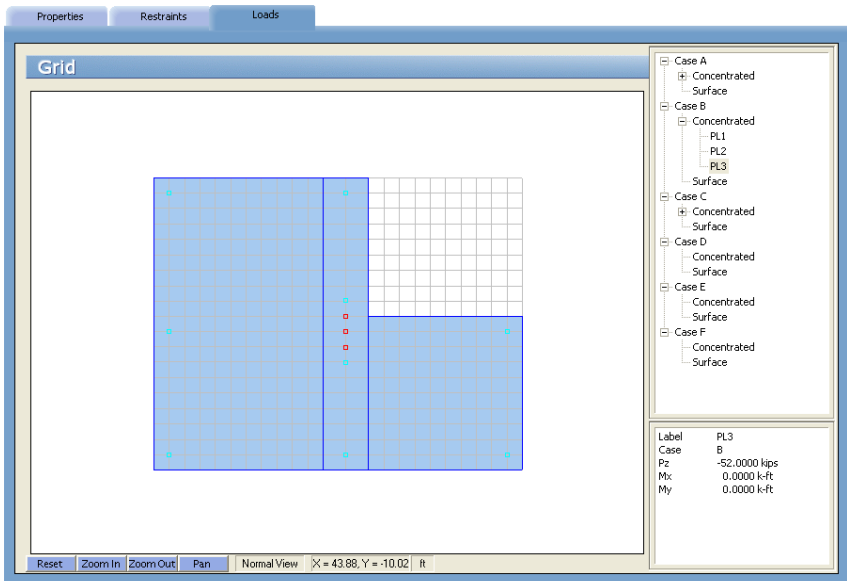 Properties Restraints Loads
Grid
Case A
Concentrated
Surface
Case B
Concentrated
PL1
PL2
PL3
Surface
Case C
Concentrated
Surface
Case D
Concentrated
Surface
Case E
Concentrated
Surface
Case F
Concentrated
Surface
Label PL3
Case B
Pz -52.0000 kips
Mx 0.0000 k-ft
My 0.0000 k-ft
Reset Zoom In Zoom Out Pan Normal View X = 43.88, Y = -10.02 ft